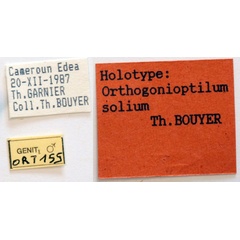 Cameroun Edea
20-XII-1987
Th.GARNIER
Coll.Th.BOUYER
GENIT. ♂
ORT155
Holotype:
Orthogonioptilum
solium
Th.BOUYER